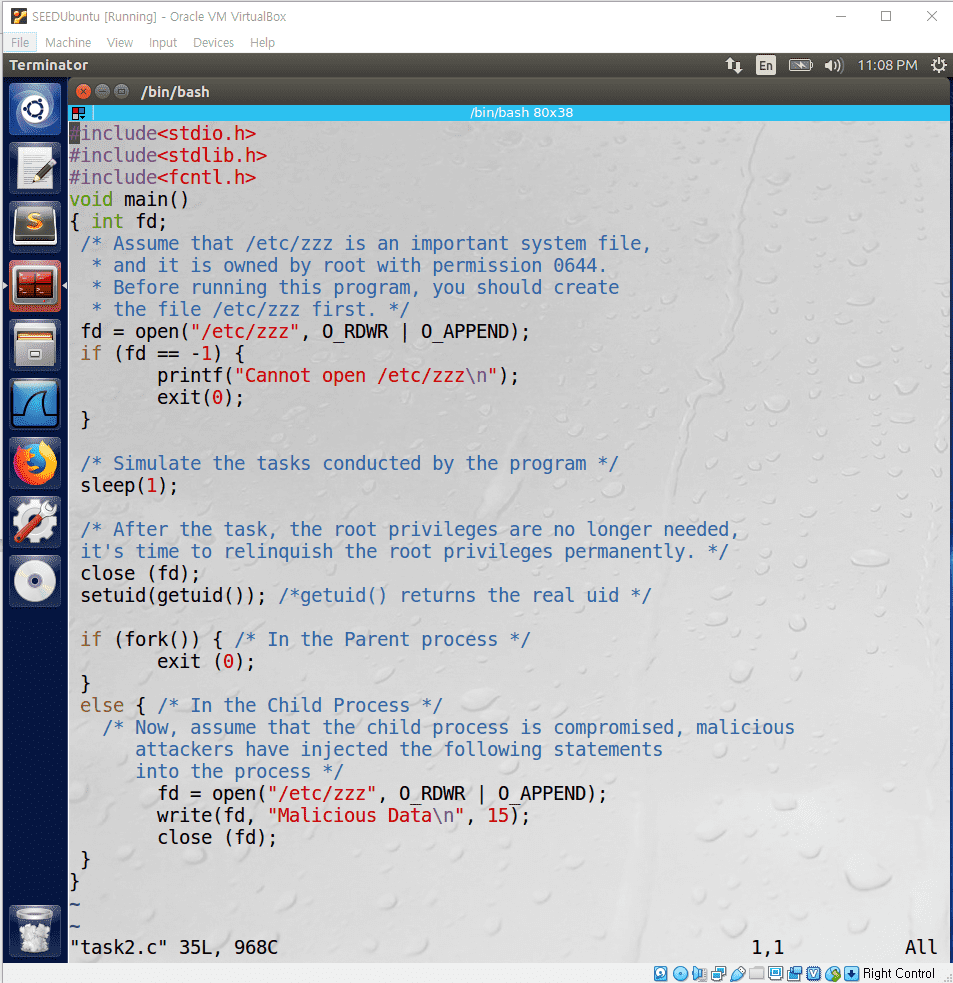 SEEDUbuntu [Running] - Oracle VM VirtualBox
File Machine View Input Devices Help
Terminator En 11:08 PM
/bin/bash
/bin/bash 80x38
#include<stdio.h>
#include<stdlib.h>
#include<fcntl.h>
void main()
{ int fd;
 /* Assume that /etc/zzz is an important system file,
  * and it is owned by root with permission 0644.
  * Before running this program, you should create
  * the file /etc/zzz first. */
 fd = open("/etc/zzz", O_RDWR | O_APPEND);
 if (fd == -1) {
        printf("Cannot open /etc/zzz\n");
        exit(0);
 }

 /* Simulate the tasks conducted by the program */
 sleep(1);

 /* After the task, the root privileges are no longer needed,
 it's time to relinquish the root privileges permanently. */
 close (fd);
 setuid(getuid()); /*getuid() returns the real uid */

 if (fork()) { /* In the Parent process */
        exit (0);
 }
 else { /* In the Child Process */
   /* Now, assume that the child process is compromised, malicious
      attackers have injected the following statements
      into the process */
        fd = open("/etc/zzz", O_RDWR | O_APPEND);
        write(fd, "Malicious Data\n", 15);
        close (fd);
 }
}
~
~
"task2.c" 35L, 968C 1,1 All
Right Control